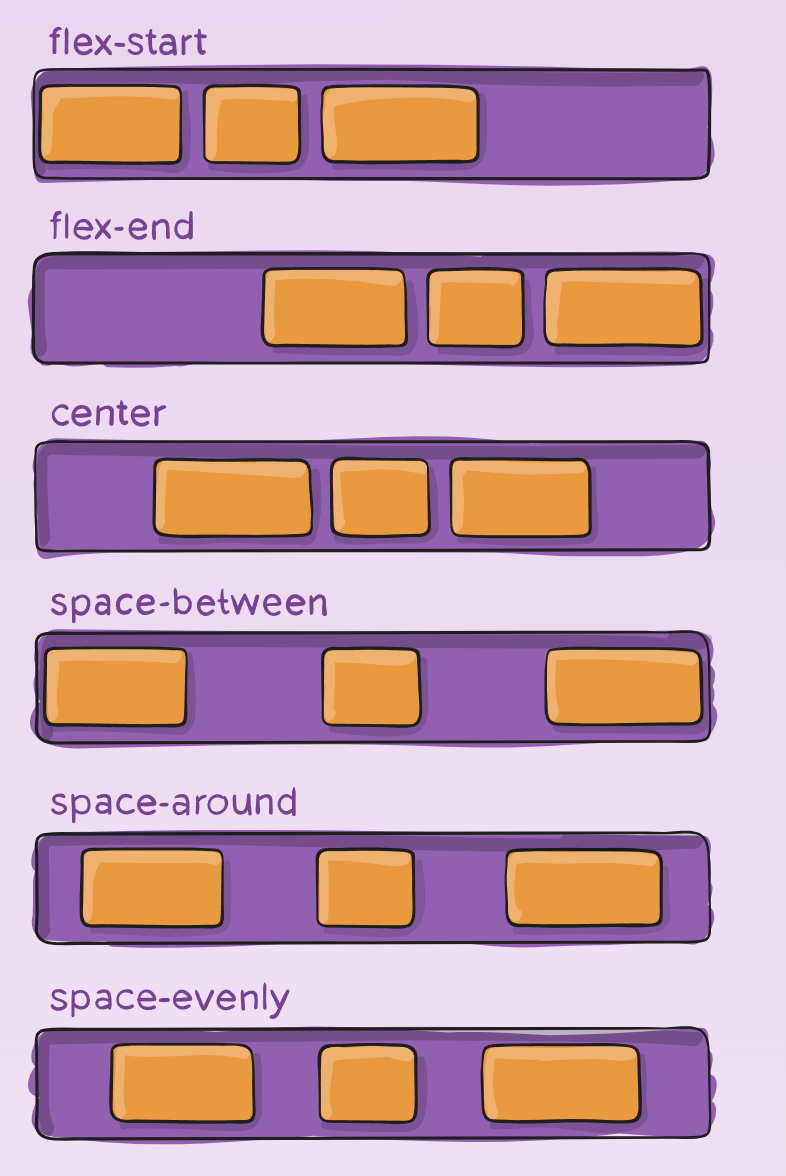 flex-start
flex-end
center
space-between
space-around
space-evenly